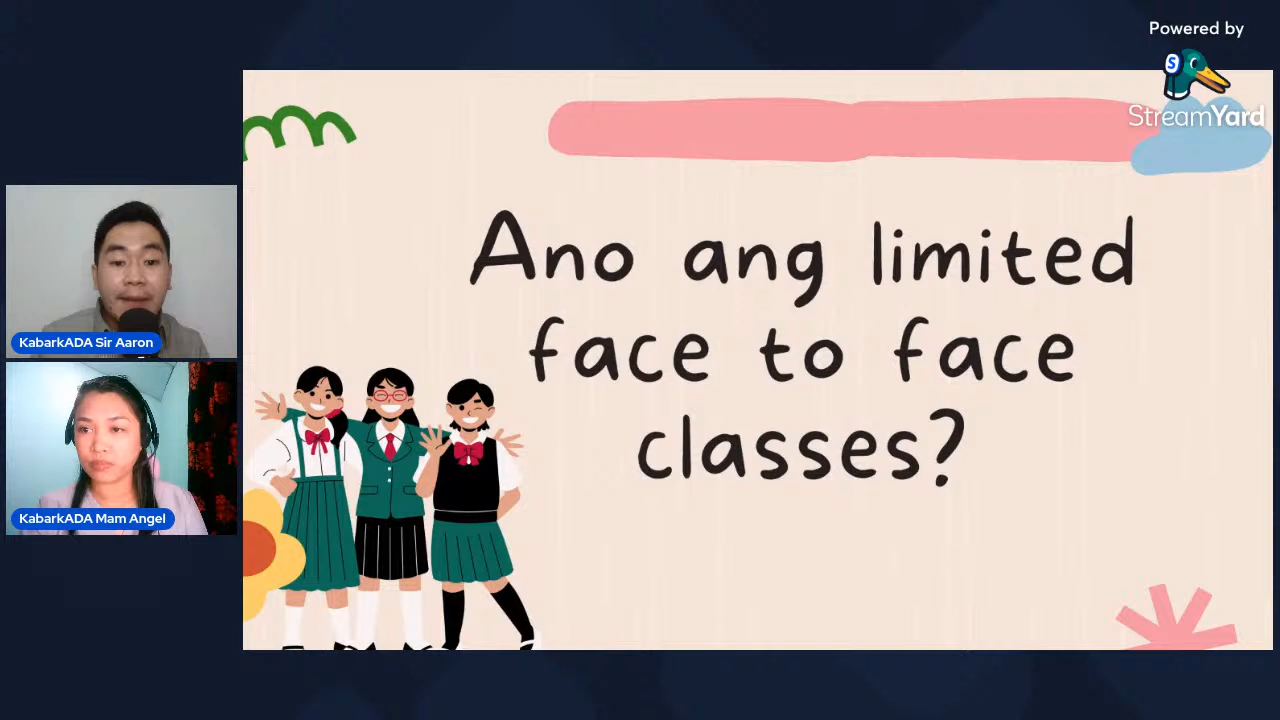 Powered by
StreamYard
Ano ang limited
face to face
classes?
KabarkADA Sir Aaron
KabarkADA Mam Angel